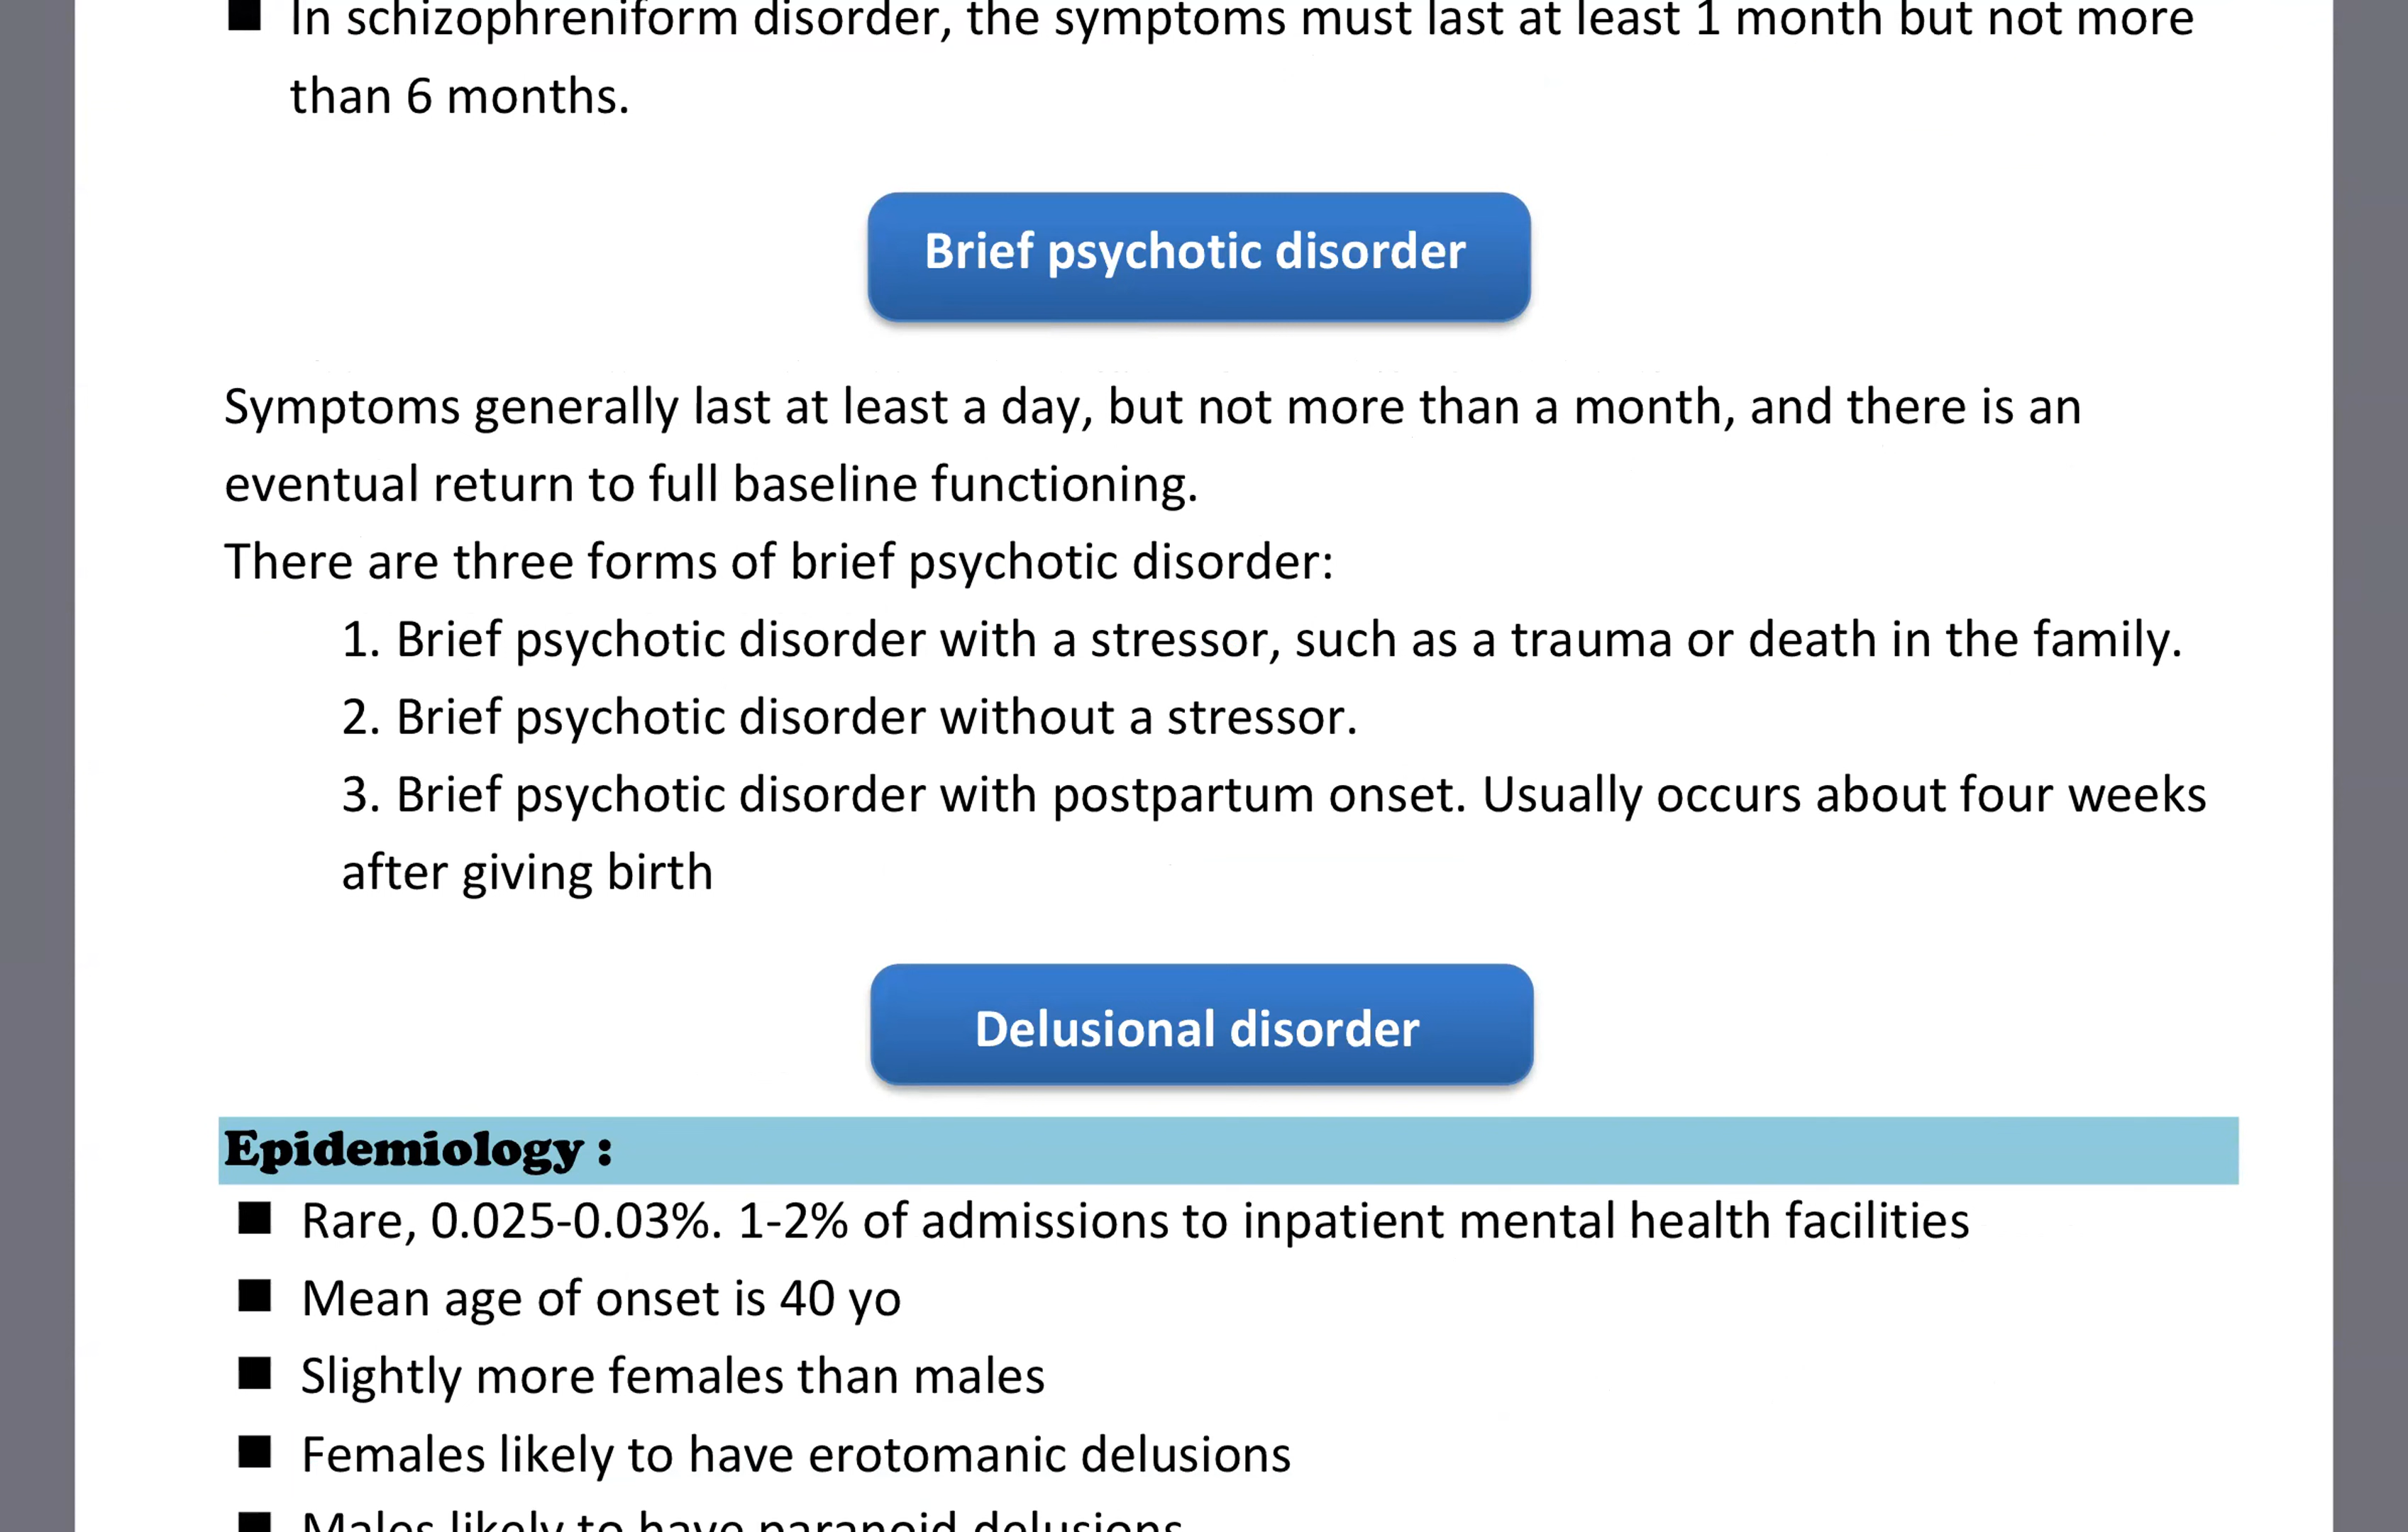 ■ In schizophreniform disorder, the symptoms must last at least 1 month but not more
than 6 months.
Brief psychotic disorder
Symptoms generally last at least a day, but not more than a month, and there is an
eventual return to full baseline functioning.
There are three forms of brief psychotic disorder:
1. Brief psychotic disorder with a stressor, such as a trauma or death in the family.
2. Brief psychotic disorder without a stressor.
3. Brief psychotic disorder with postpartum onset. Usually occurs about four weeks
after giving birth
Delusional disorder
Epidemiology :
■ Rare, 0.025-0.03%. 1-2% of admissions to inpatient mental health facilities
■ Mean age of onset is 40 yo
■ Slightly more females than males
■ Females likely to have erotomanic delusions
■ Males likely to have paranoid delusions